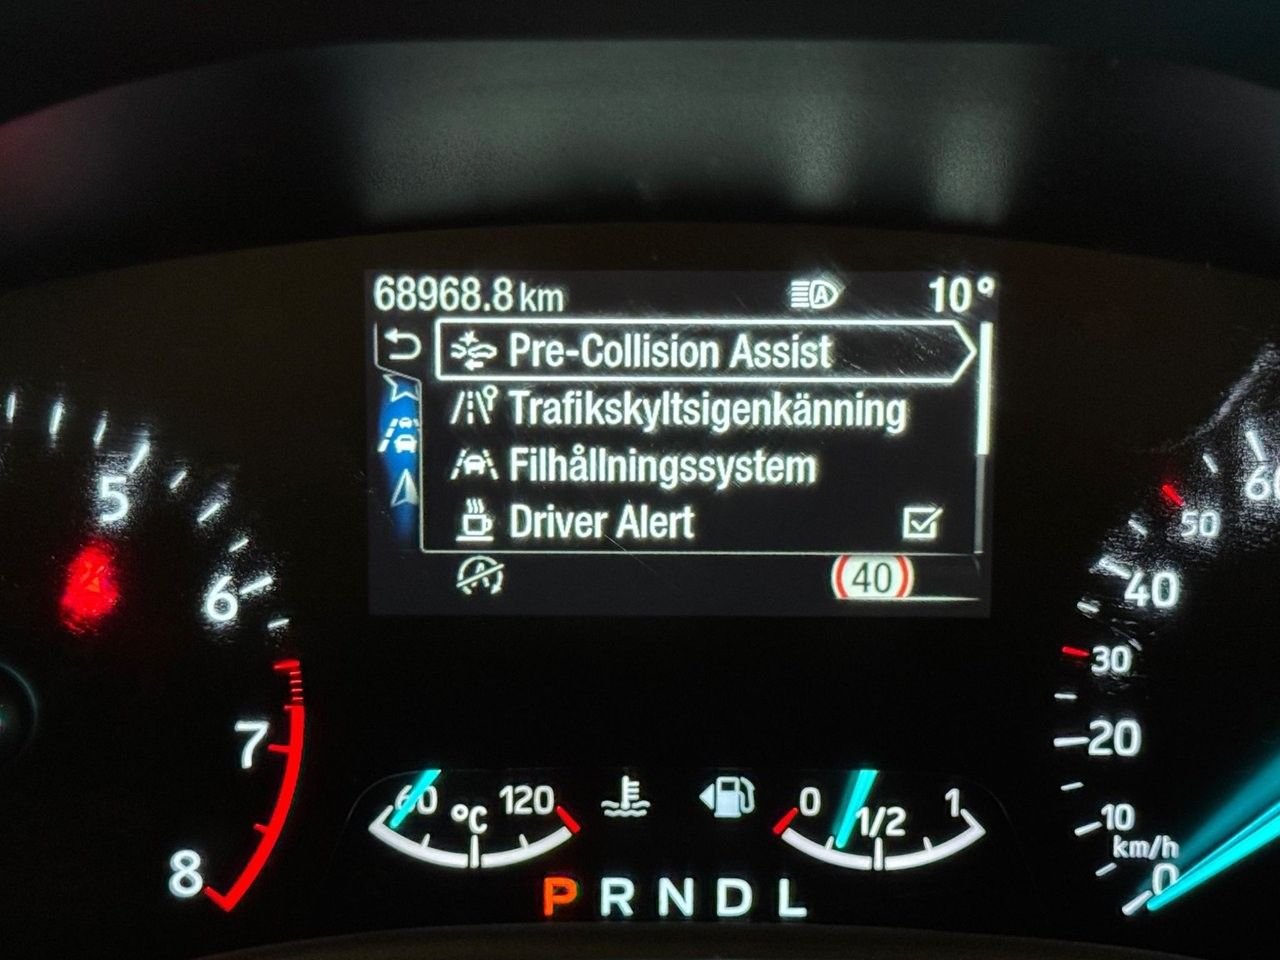 68968.8 km 10°
Pre-Collision Assist
Trafikskyltsigenkänning
Filhållningssystem
Driver Alert
A
40
5
6
7
8
60
50
40
30
20
10
km/h
0
60 °C 120
0 1/2 1
P R N D L